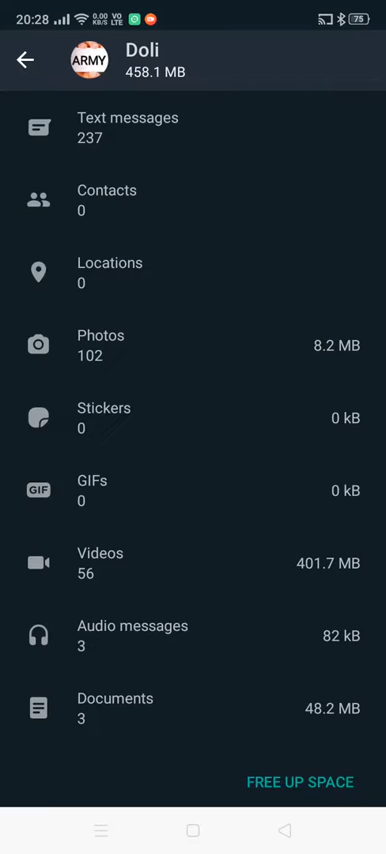 20:28 0.00 KB/S VO LTE 75
ARMY
Doli
458.1 MB
Text messages
237
Contacts
0
Locations
0
Photos
102
8.2 MB
Stickers
0
0 kB
GIF
GIFs
0
0 kB
Videos
56
401.7 MB
Audio messages
3
82 kB
Documents
3
48.2 MB
FREE UP SPACE